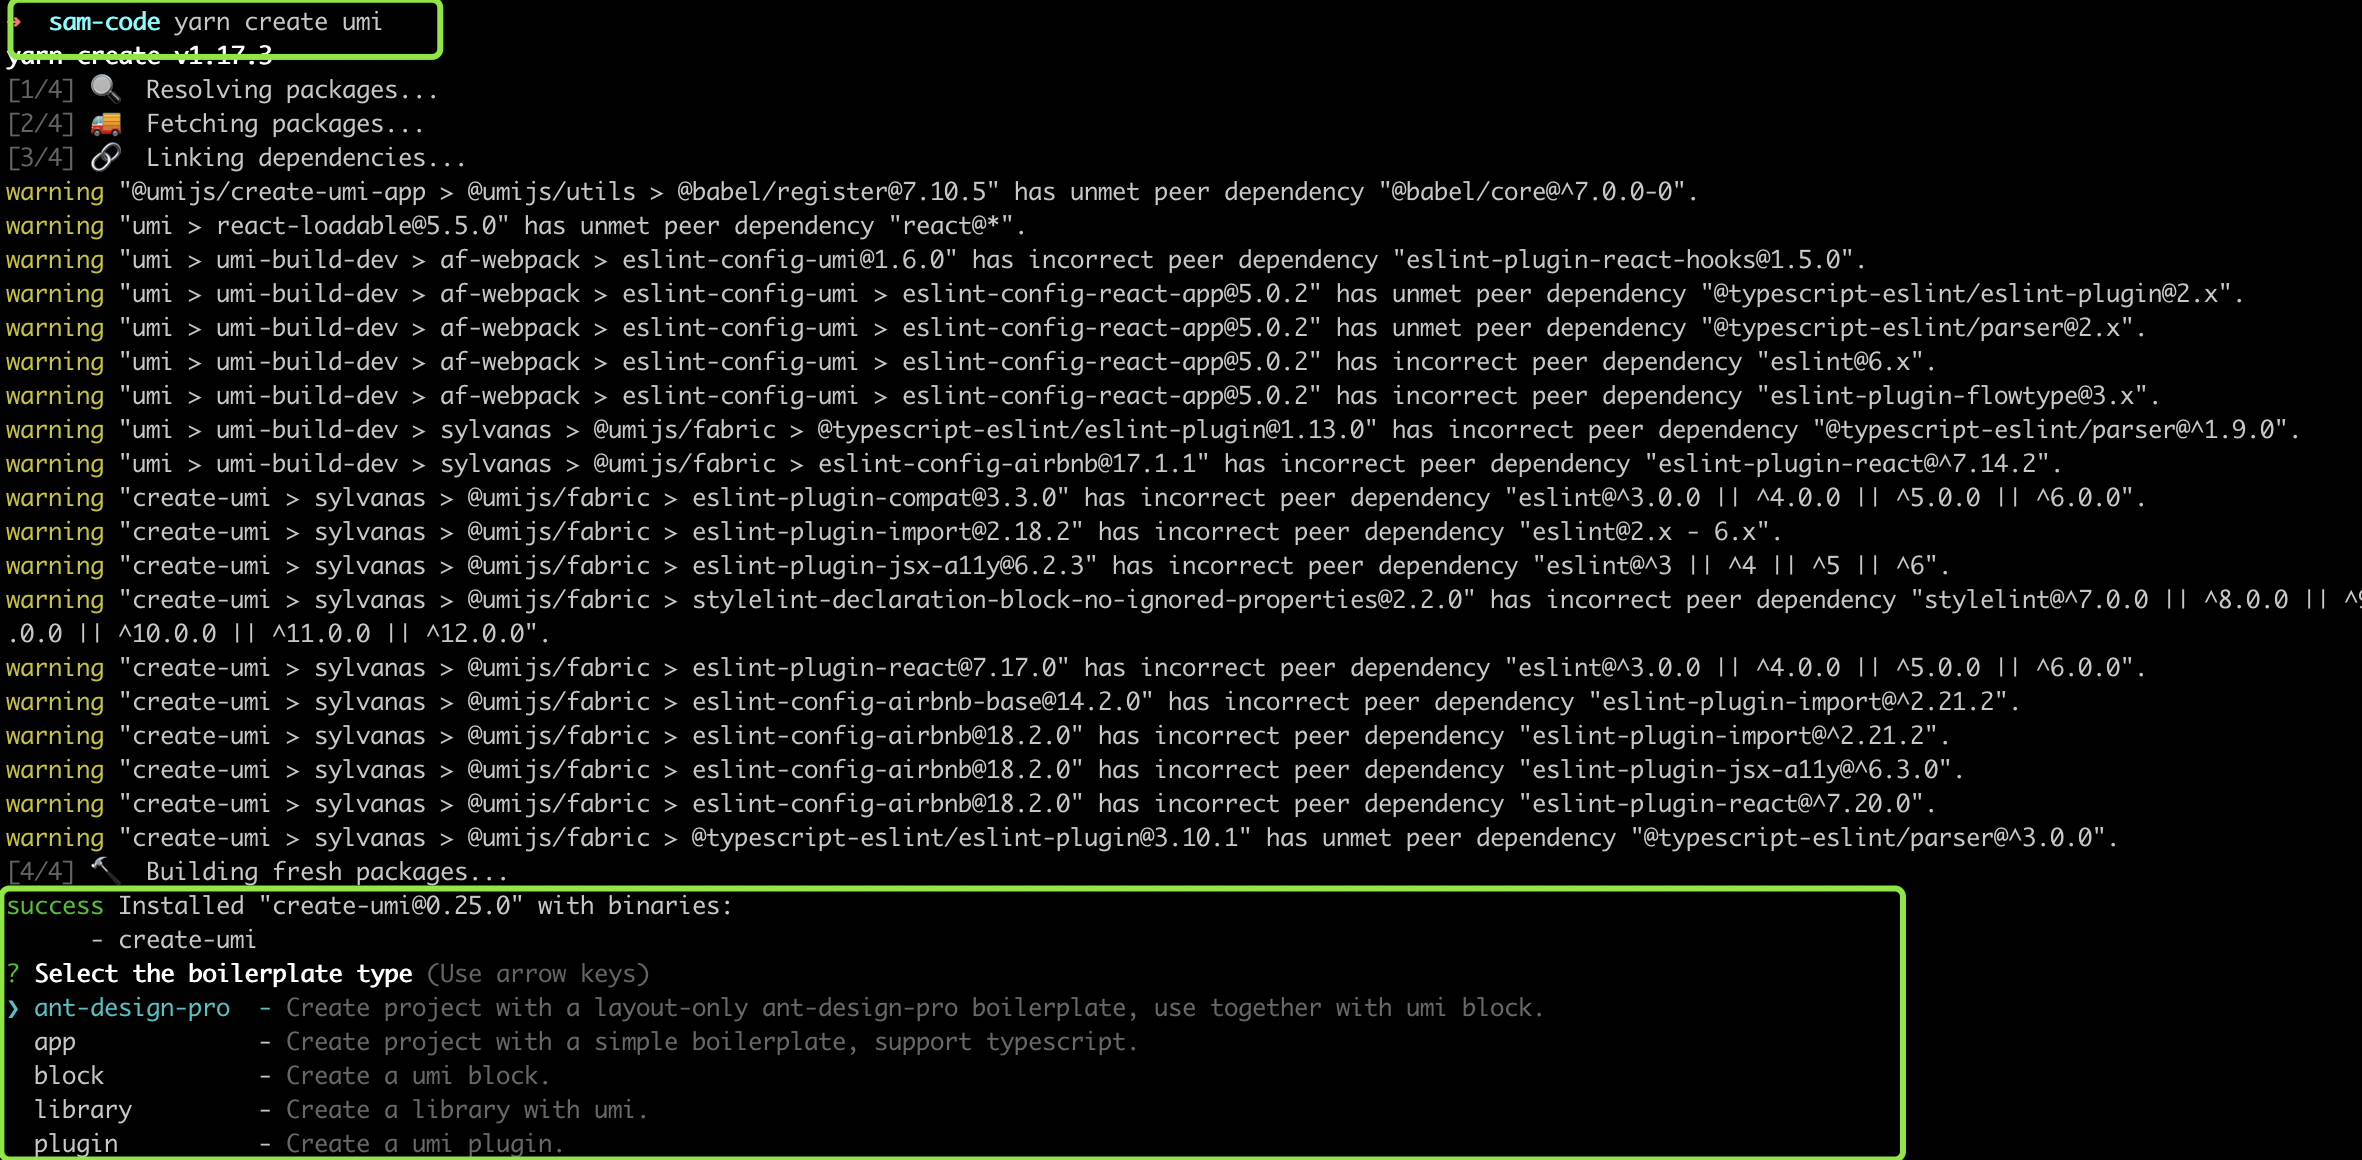 ➜  sam-code yarn create umi
yarn create v1.17.3
[1/4] 🔍  Resolving packages...
[2/4] 🚚  Fetching packages...
[3/4] 🔗  Linking dependencies...
warning "@umijs/create-umi-app > @umijs/utils > @babel/register@7.10.5" has unmet peer dependency "@babel/core@^7.0.0-0".
warning "umi > react-loadable@5.5.0" has unmet peer dependency "react@*".
warning "umi > umi-build-dev > af-webpack > eslint-config-umi@1.6.0" has incorrect peer dependency "eslint-plugin-react-hooks@1.5.0".
warning "umi > umi-build-dev > af-webpack > eslint-config-umi > eslint-config-react-app@5.0.2" has unmet peer dependency "@typescript-eslint/eslint-plugin@2.x".
warning "umi > umi-build-dev > af-webpack > eslint-config-umi > eslint-config-react-app@5.0.2" has unmet peer dependency "@typescript-eslint/parser@2.x".
warning "umi > umi-build-dev > af-webpack > eslint-config-umi > eslint-config-react-app@5.0.2" has incorrect peer dependency "eslint@6.x".
warning "umi > umi-build-dev > af-webpack > eslint-config-umi > eslint-config-react-app@5.0.2" has incorrect peer dependency "eslint-plugin-flowtype@3.x".
warning "umi > umi-build-dev > sylvanas > @umijs/fabric > @typescript-eslint/eslint-plugin@1.13.0" has incorrect peer dependency "@typescript-eslint/parser@^1.9.0".
warning "umi > umi-build-dev > sylvanas > @umijs/fabric > eslint-config-airbnb@17.1.1" has incorrect peer dependency "eslint-plugin-react@^7.14.2".
warning "create-umi > sylvanas > @umijs/fabric > eslint-plugin-compat@3.3.0" has incorrect peer dependency "eslint@^3.0.0 || ^4.0.0 || ^5.0.0 || ^6.0.0".
warning "create-umi > sylvanas > @umijs/fabric > eslint-plugin-import@2.18.2" has incorrect peer dependency "eslint@2.x - 6.x".
warning "create-umi > sylvanas > @umijs/fabric > eslint-plugin-jsx-a11y@6.2.3" has incorrect peer dependency "eslint@^3 || ^4 || ^5 || ^6".
warning "create-umi > sylvanas > @umijs/fabric > stylelint-declaration-block-no-ignored-properties@2.2.0" has incorrect peer dependency "stylelint@^7.0.0 || ^8.0.0 || ^9
.0.0 || ^10.0.0 || ^11.0.0 || ^12.0.0".
warning "create-umi > sylvanas > @umijs/fabric > eslint-plugin-react@7.17.0" has incorrect peer dependency "eslint@^3.0.0 || ^4.0.0 || ^5.0.0 || ^6.0.0".
warning "create-umi > sylvanas > @umijs/fabric > eslint-config-airbnb-base@14.2.0" has incorrect peer dependency "eslint-plugin-import@^2.21.2".
warning "create-umi > sylvanas > @umijs/fabric > eslint-config-airbnb@18.2.0" has incorrect peer dependency "eslint-plugin-import@^2.21.2".
warning "create-umi > sylvanas > @umijs/fabric > eslint-config-airbnb@18.2.0" has incorrect peer dependency "eslint-plugin-jsx-a11y@^6.3.0".
warning "create-umi > sylvanas > @umijs/fabric > eslint-config-airbnb@18.2.0" has incorrect peer dependency "eslint-plugin-react@^7.20.0".
warning "create-umi > sylvanas > @umijs/fabric > @typescript-eslint/eslint-plugin@3.10.1" has unmet peer dependency "@typescript-eslint/parser@^3.0.0".
[4/4] 🔨  Building fresh packages...
success Installed "create-umi@0.25.0" with binaries:
      - create-umi
? Select the boilerplate type (Use arrow keys)
❯ ant-design-pro  - Create project with a layout-only ant-design-pro boilerplate, use together with umi block.
  app             - Create project with a simple boilerplate, support typescript.
  block           - Create a umi block.
  library         - Create a library with umi.
  plugin          - Create a umi plugin.